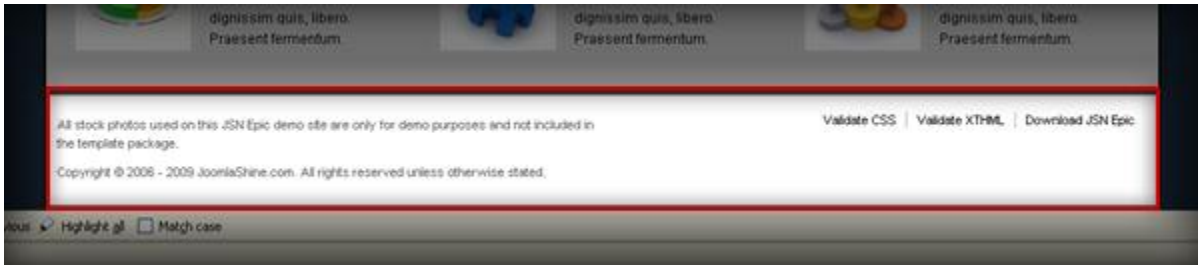 dignissim quis, libero.
Praesent fermentum.
dignissim quis, libero.
Praesent fermentum.
dignissim quis, libero.
Praesent fermentum.
All stock photos used on this JSN Epic demo site are only for demo purposes and not included in
the template package.
Copyright © 2006 - 2009 JoomlaShine.com. All rights reserved unless otherwise stated.
Validate CSS | Validate XTHML | Download JSN Epic
vious Highlight all Match case